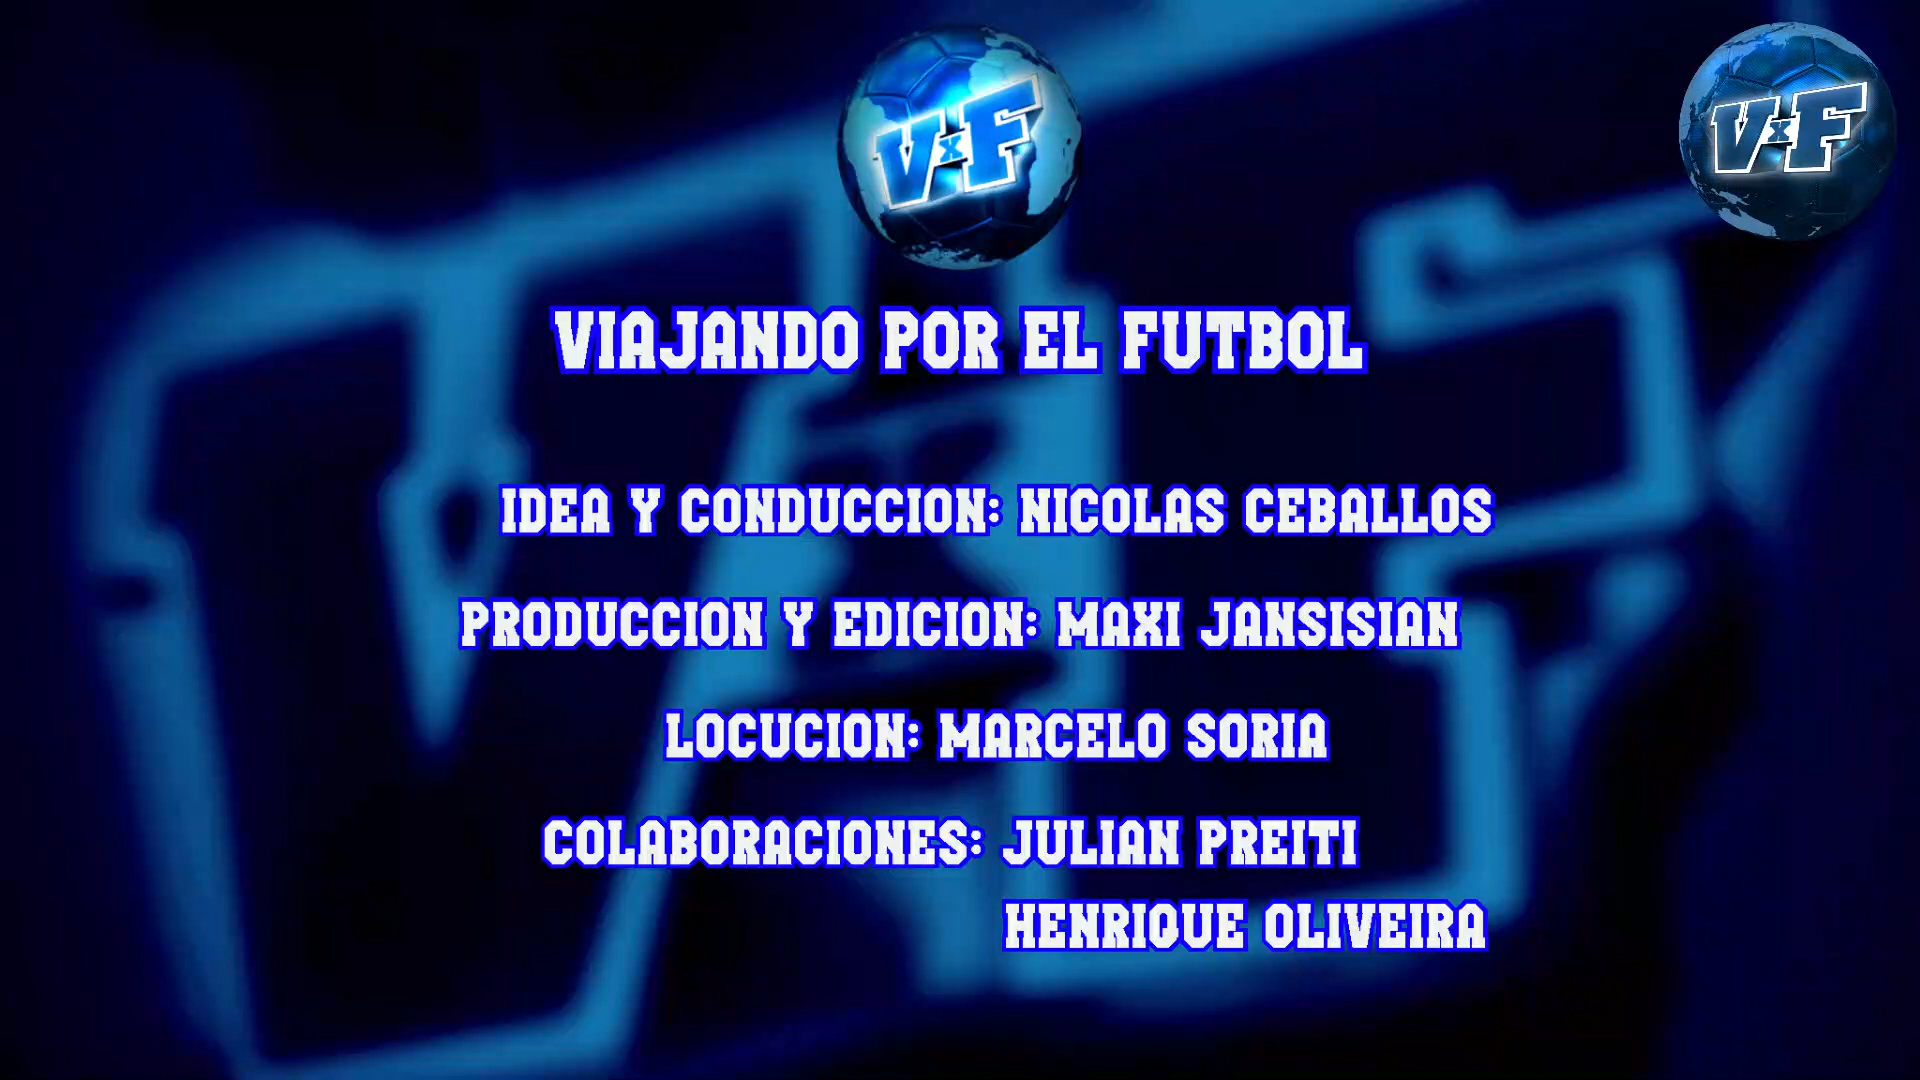 VxF
VxF
VIAJANDO POR EL FUTBOL
IDEA Y CONDUCCION: NICOLAS CEBALLOS
PRODUCCION Y EDICION: MAXI JANSISIAN
LOCUCION: MARCELO SORIA
COLABORACIONES: JULIAN PREITI
HENRIQUE OLIVEIRA